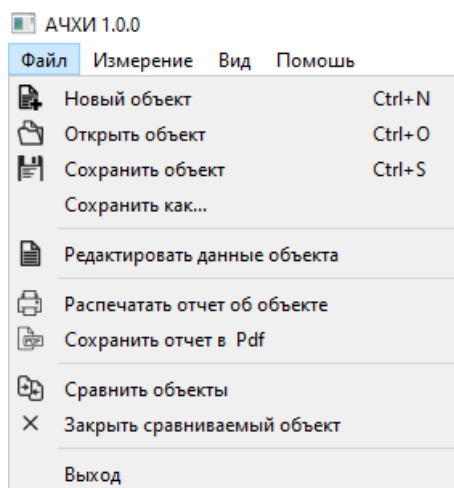 АЧХИ 1.0.0
Файл Измерение Вид Помошь
Новый объект Ctrl+N
Открыть объект Ctrl+O
Сохранить объект Ctrl+S
Сохранить как...
Редактировать данные объекта
Распечатать отчет об объекте
Сохранить отчет в Pdf
Сравнить объекты
Закрыть сравниваемый объект
Выход